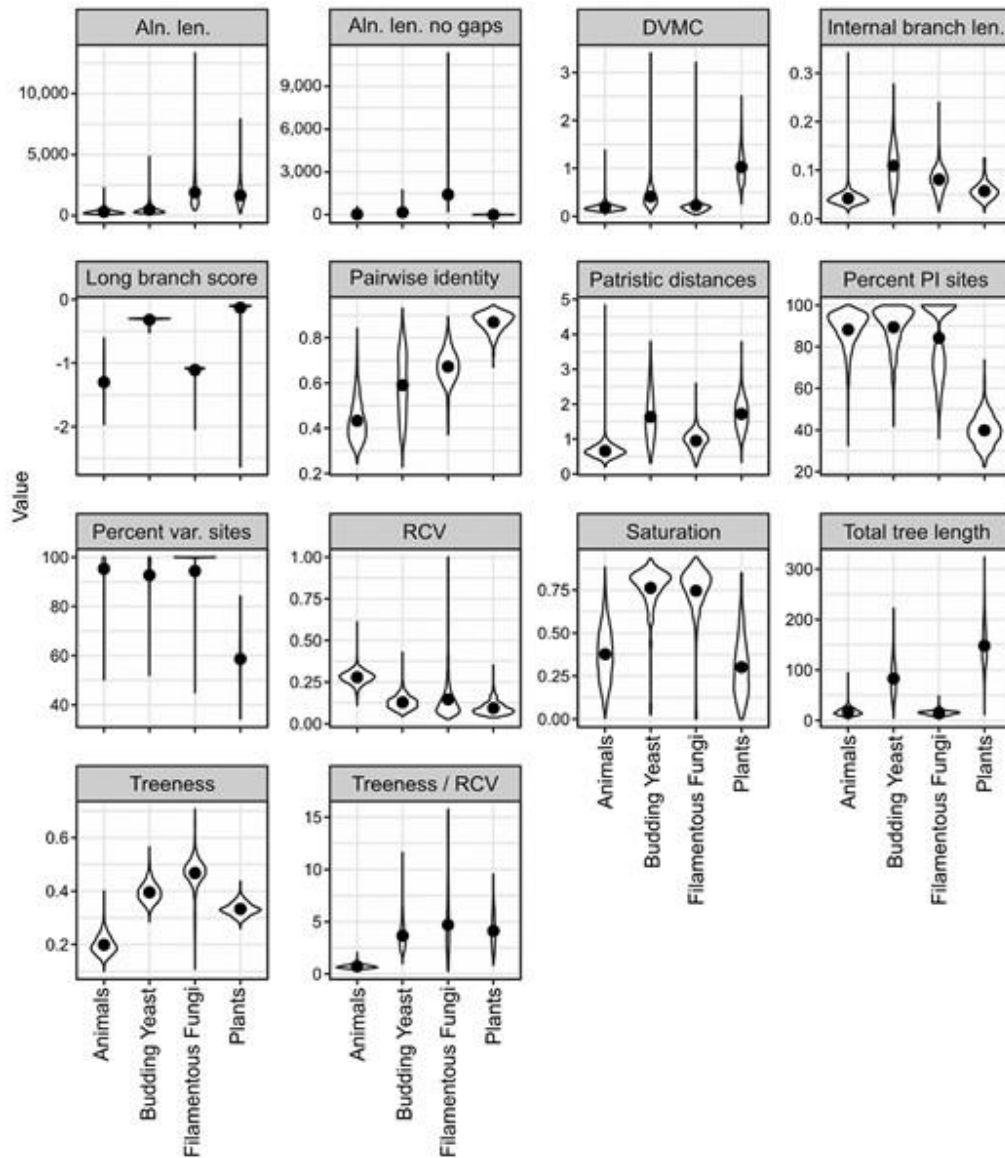 Aln. len.
Aln. len. no gaps
DVMC
Internal branch len.
10,000
5,000
0
9,000
6,000
3,000
0
3
2
1
0
0.3
0.2
0.1
0.0
Long branch score
Pairwise identity
Patristic distances
Percent PI sites
0
-1
-2
0.8
0.6
0.4
0.2
5
4
3
2
1
0
100
80
60
40
20
Value
Percent var. sites
RCV
Saturation
Total tree length
100
80
60
40
1.00
0.75
0.50
0.25
0.00
0.75
0.50
0.25
0.00
300
200
100
0
Animals
Budding Yeast
Filamentous Fungi
Plants
Animals
Budding Yeast
Filamentous Fungi
Plants
Treeness
Treeness / RCV
0.6
0.4
0.2
15
10
5
0
Animals
Budding Yeast
Filamentous Fungi
Plants
Animals
Budding Yeast
Filamentous Fungi
Plants